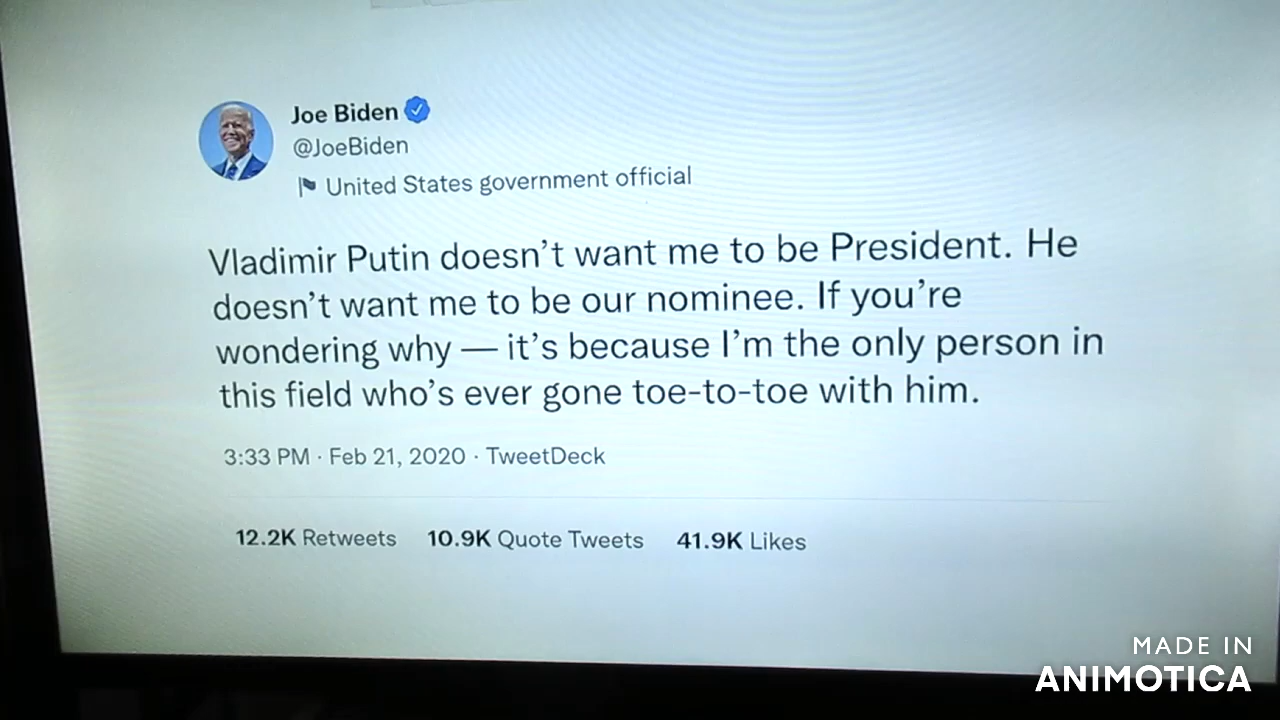 Joe Biden
@JoeBiden
United States government official
Vladimir Putin doesn't want me to be President. He
doesn't want me to be our nominee. If you're
wondering why — it's because I'm the only person in
this field who's ever gone toe-to-toe with him.
3:33 PM · Feb 21, 2020 · TweetDeck
12.2K Retweets 10.9K Quote Tweets 41.9K Likes
MADE IN
ANIMOTICA